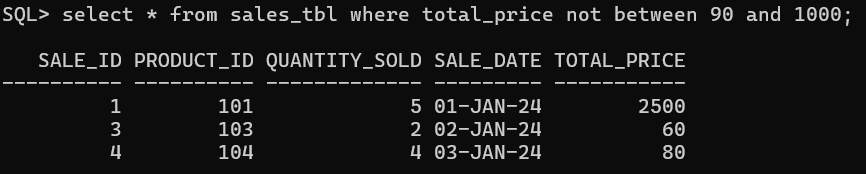 SQL> select * from sales_tbl where total_price not between 90 and 1000;
SALE_ID PRODUCT_ID QUANTITY_SOLD SALE_DATE TOTAL_PRICE
---------- ---------- ------------- --------- -----------
1 101 5 01-JAN-24 2500
3 103 2 02-JAN-24 60
4 104 4 03-JAN-24 80